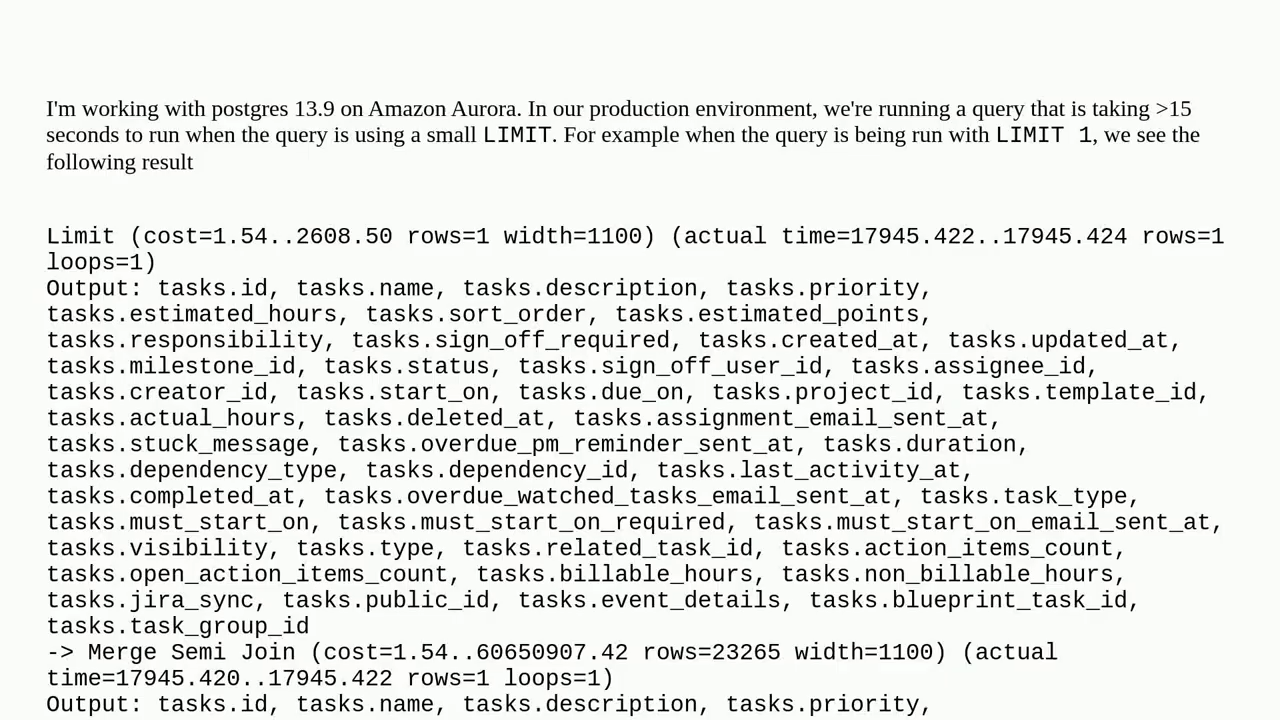 I'm working with postgres 13.9 on Amazon Aurora. In our production environment, we're running a query that is taking >15
seconds to run when the query is using a small LIMIT. For example when the query is being run with LIMIT 1, we see the
following result
Limit (cost=1.54..2608.50 rows=1 width=1100) (actual time=17945.422..17945.424 rows=1
loops=1)
Output: tasks.id, tasks.name, tasks.description, tasks.priority,
tasks.estimated_hours, tasks.sort_order, tasks.estimated_points,
tasks.responsibility, tasks.sign_off_required, tasks.created_at, tasks.updated_at,
tasks.milestone_id, tasks.status, tasks.sign_off_user_id, tasks.assignee_id,
tasks.creator_id, tasks.start_on, tasks.due_on, tasks.project_id, tasks.template_id,
tasks.actual_hours, tasks.deleted_at, tasks.assignment_email_sent_at,
tasks.stuck_message, tasks.overdue_pm_reminder_sent_at, tasks.duration,
tasks.dependency_type, tasks.dependency_id, tasks.last_activity_at,
tasks.completed_at, tasks.overdue_watched_tasks_email_sent_at, tasks.task_type,
tasks.must_start_on, tasks.must_start_on_required, tasks.must_start_on_email_sent_at,
tasks.visibility, tasks.type, tasks.related_task_id, tasks.action_items_count,
tasks.open_action_items_count, tasks.billable_hours, tasks.non_billable_hours,
tasks.jira_sync, tasks.public_id, tasks.event_details, tasks.blueprint_task_id,
tasks.task_group_id
-> Merge Semi Join (cost=1.54..60650907.42 rows=23265 width=1100) (actual
time=17945.420..17945.422 rows=1 loops=1)
Output: tasks.id, tasks.name, tasks.description, tasks.priority,